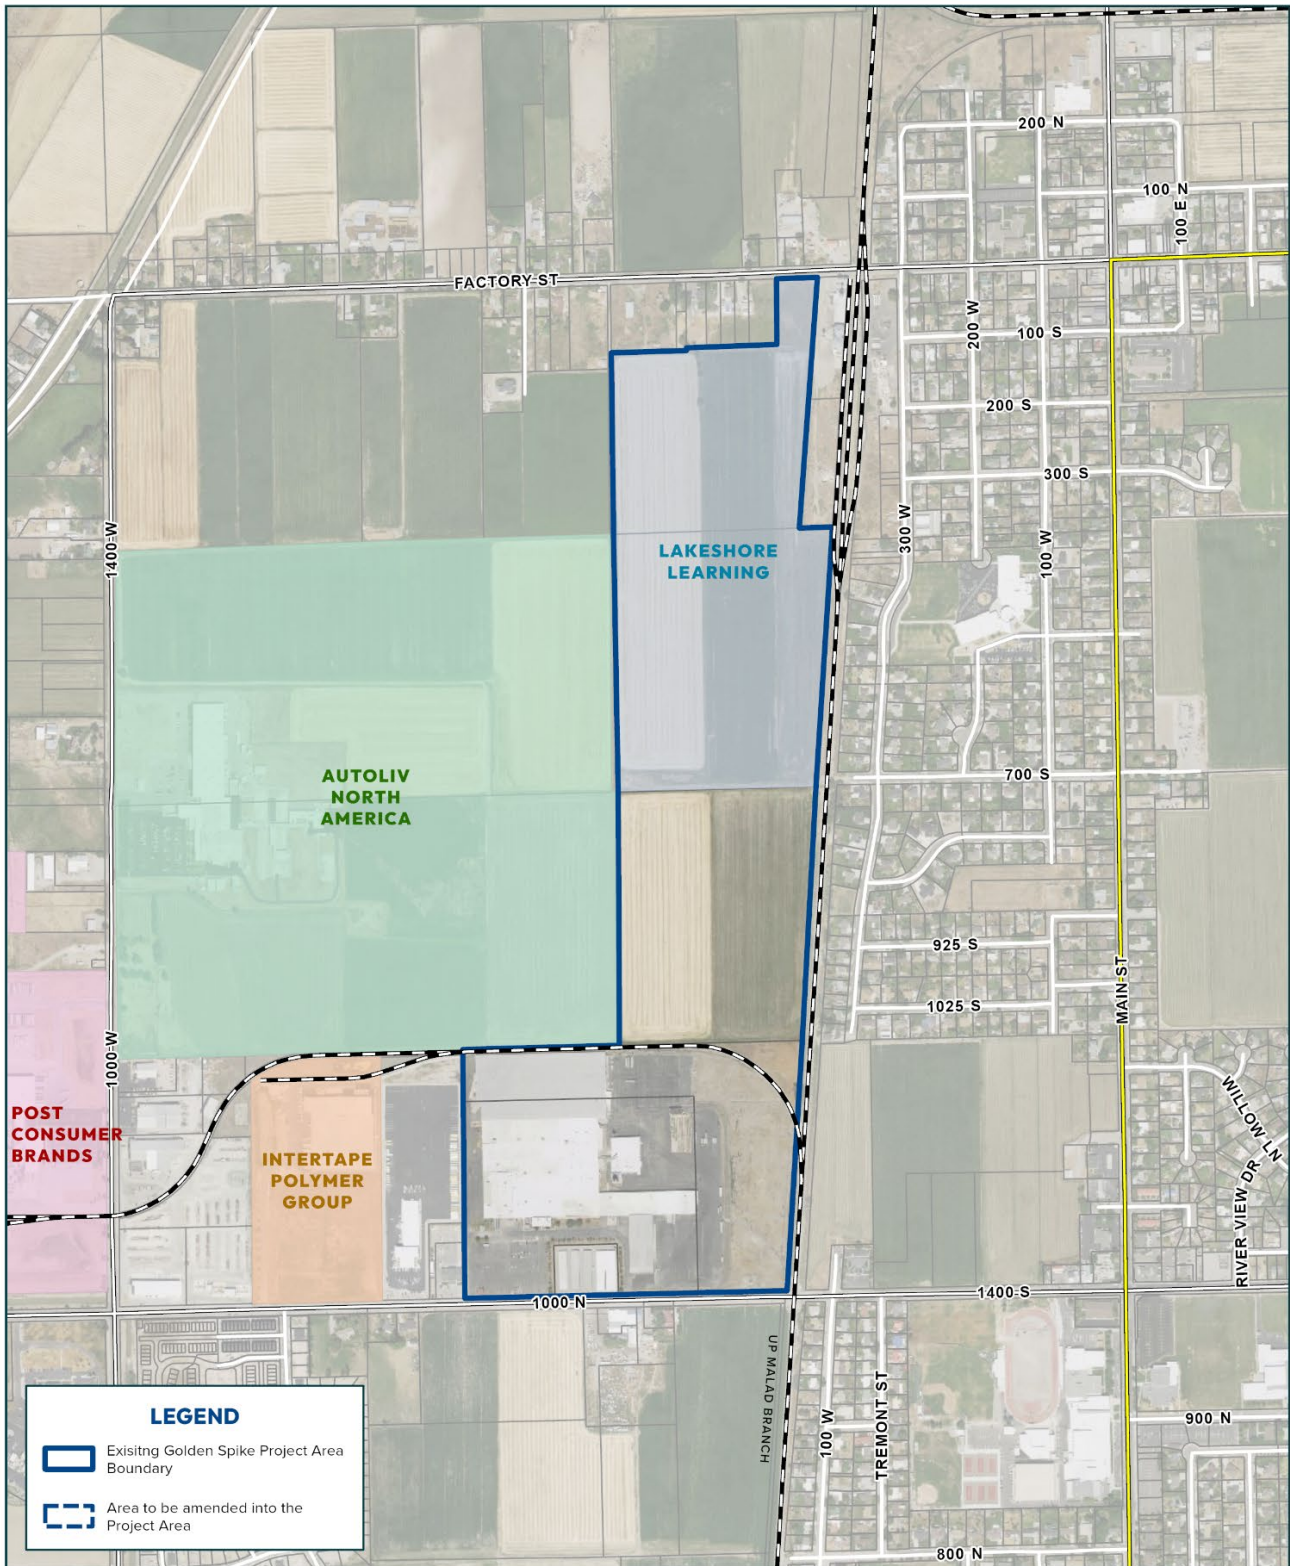 200 N
100 N
100 E
FACTORY ST
200 W
100 S
200 S
300 S
300 W
100 W
1400 W
LAKESHORE
LEARNING
700 S
AUTOLIV
NORTH
AMERICA
925 S
MAIN ST
1025 S
1000 W
POST
CONSUMER
BRANDS
WILLOW LN
INTERTAPE
POLYMER
GROUP
RIVER VIEW DR
1000 N
1400 S
UP MALAD BRANCH
100 W
TREMONT ST
900 N
800 N
LEGEND
Exisitng Golden Spike Project Area
Boundary
Area to be amended into the
Project Area